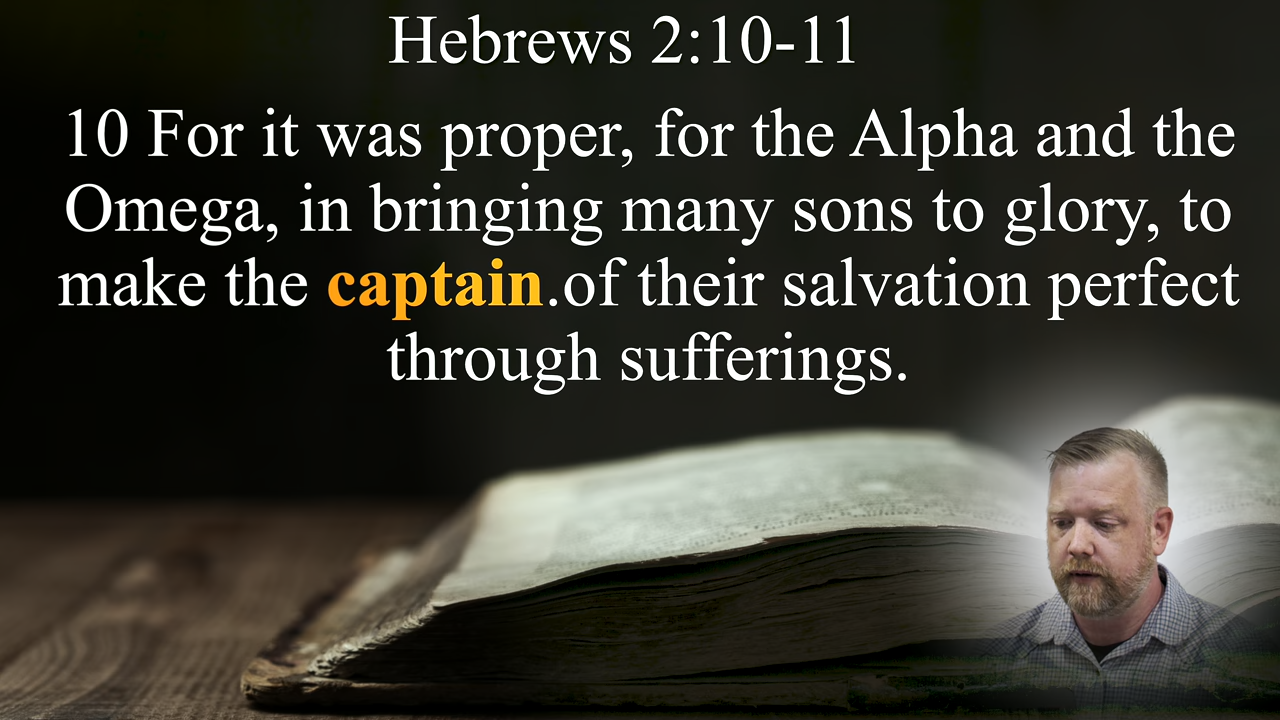 Hebrews 2:10-11
10 For it was proper, for the Alpha and the
Omega, in bringing many sons to glory, to
make the captain.of their salvation perfect
through sufferings.